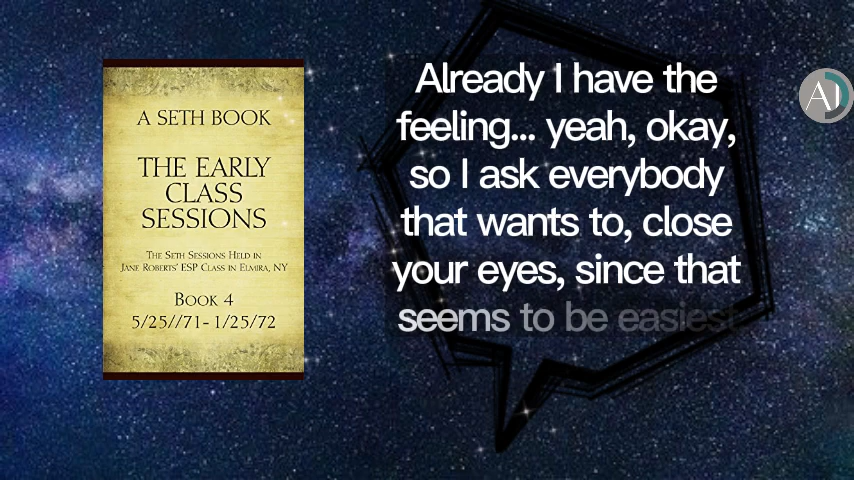 A SETH BOOK
THE EARLY
CLASS
SESSIONS
The Seth Sessions Held in
Jane Roberts' ESP Class in Elmira, NY
Book 4
5/25//71- 1/25/72
Already I have the
feeling... yeah, okay,
so I ask everybody
that wants to, close
your eyes, since that
seems to be easiest
AJ